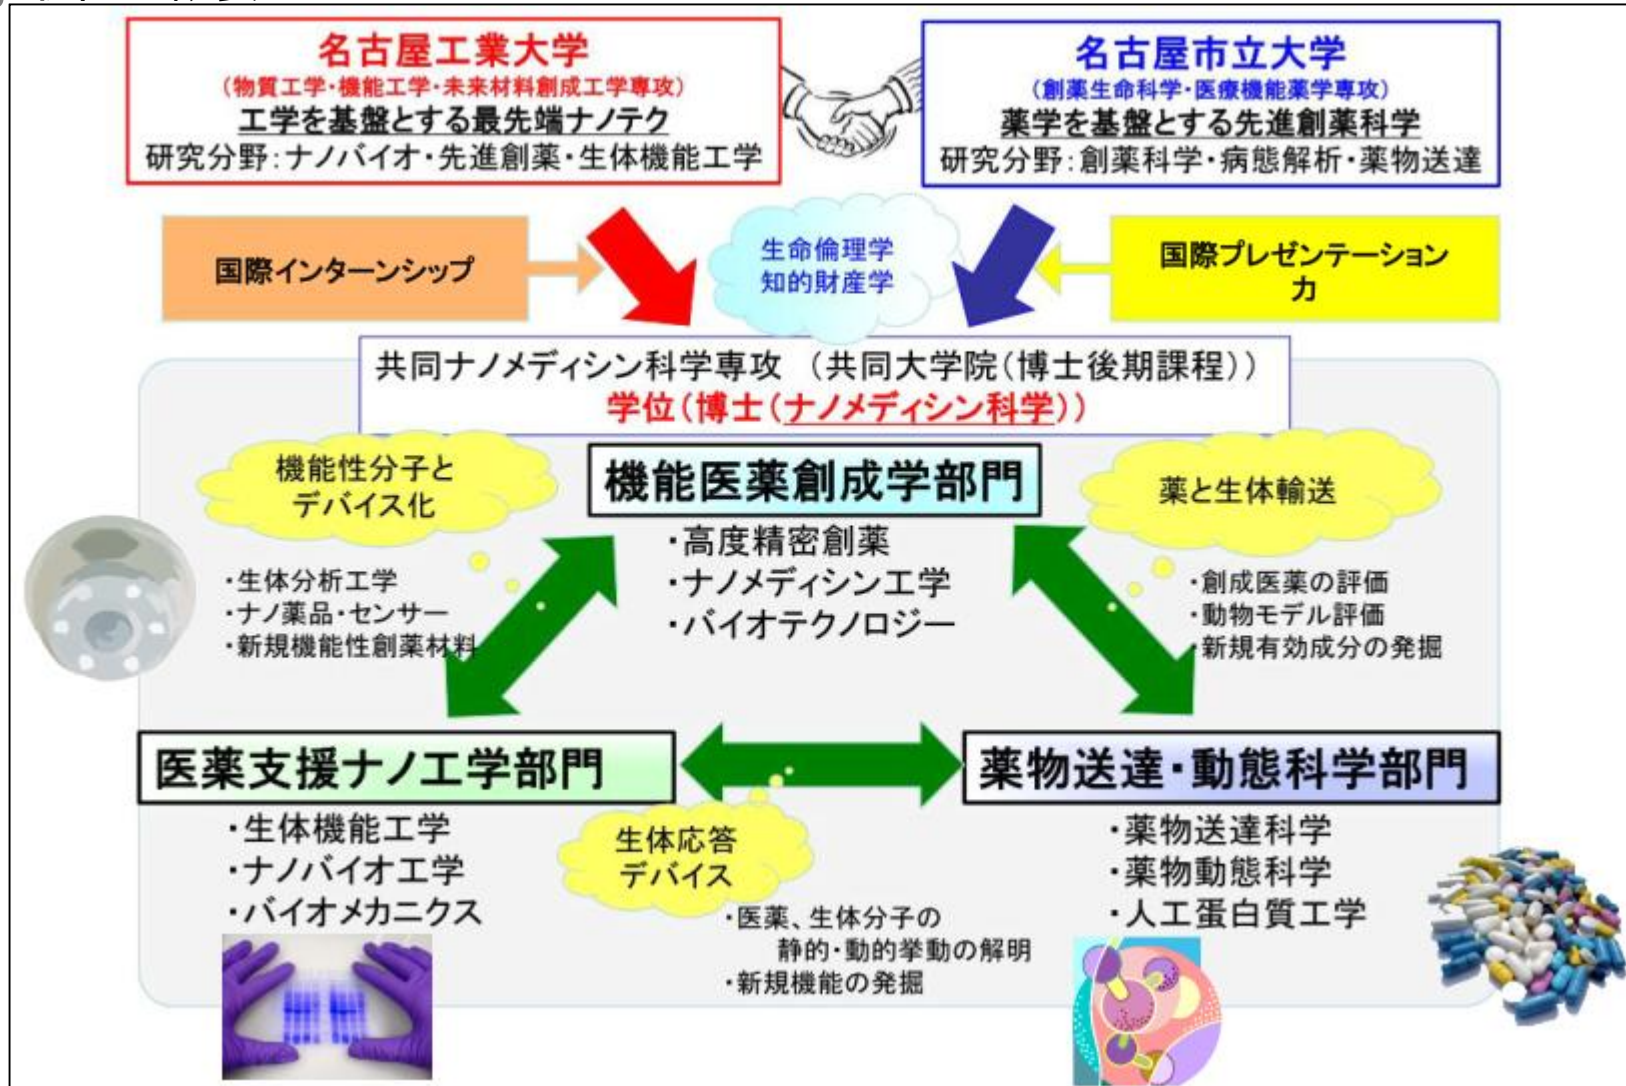 名古屋工業大学
(物質工学・機能工学・未来材料創成工学専攻)
工学を基盤とする最先端ナノテク
研究分野：ナノバイオ・先進創薬・生体機能工学
名古屋市立大学
(創薬生命科学・医療機能薬学専攻)
薬学を基盤とする先進創薬科学
研究分野：創薬科学・病態解析・薬物送達
国際インターンシップ
生命倫理学
知的財産学
国際プレゼンテーション
力
共同ナノメディシン科学専攻 （共同大学院(博士後期課程)）
学位(博士(ナノメディシン科学))
機能性分子と
デバイス化
・生体分析工学
・ナノ薬品・センサー
・新規機能性創薬材料
機能医薬創成学部門
・高度精密創薬
・ナノメディシン工学
・バイオテクノロジー
薬と生体輸送
・創成医薬の評価
・動物モデル評価
・新規有効成分の発掘
医薬支援ナノ工学部門
・生体機能工学
・ナノバイオ工学
・バイオメカニクス
生体応答
デバイス
・医薬、生体分子の
静的・動的挙動の解明
・新規機能の発掘
薬物送達・動態科学部門
・薬物送達科学
・薬物動態科学
・人工蛋白質工学